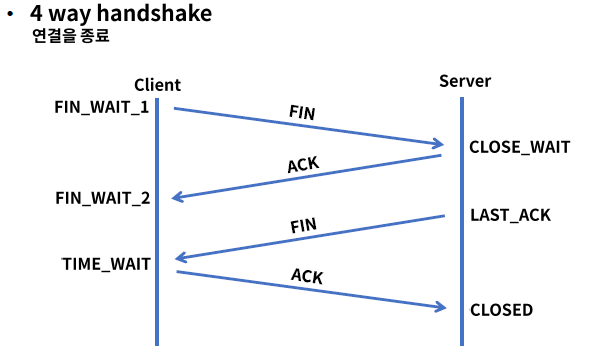 • 4 way handshake
연결을 종료
Client
Server
FIN_WAIT_1
FIN
CLOSE_WAIT
ACK
FIN_WAIT_2
LAST_ACK
FIN
TIME_WAIT
ACK
CLOSED